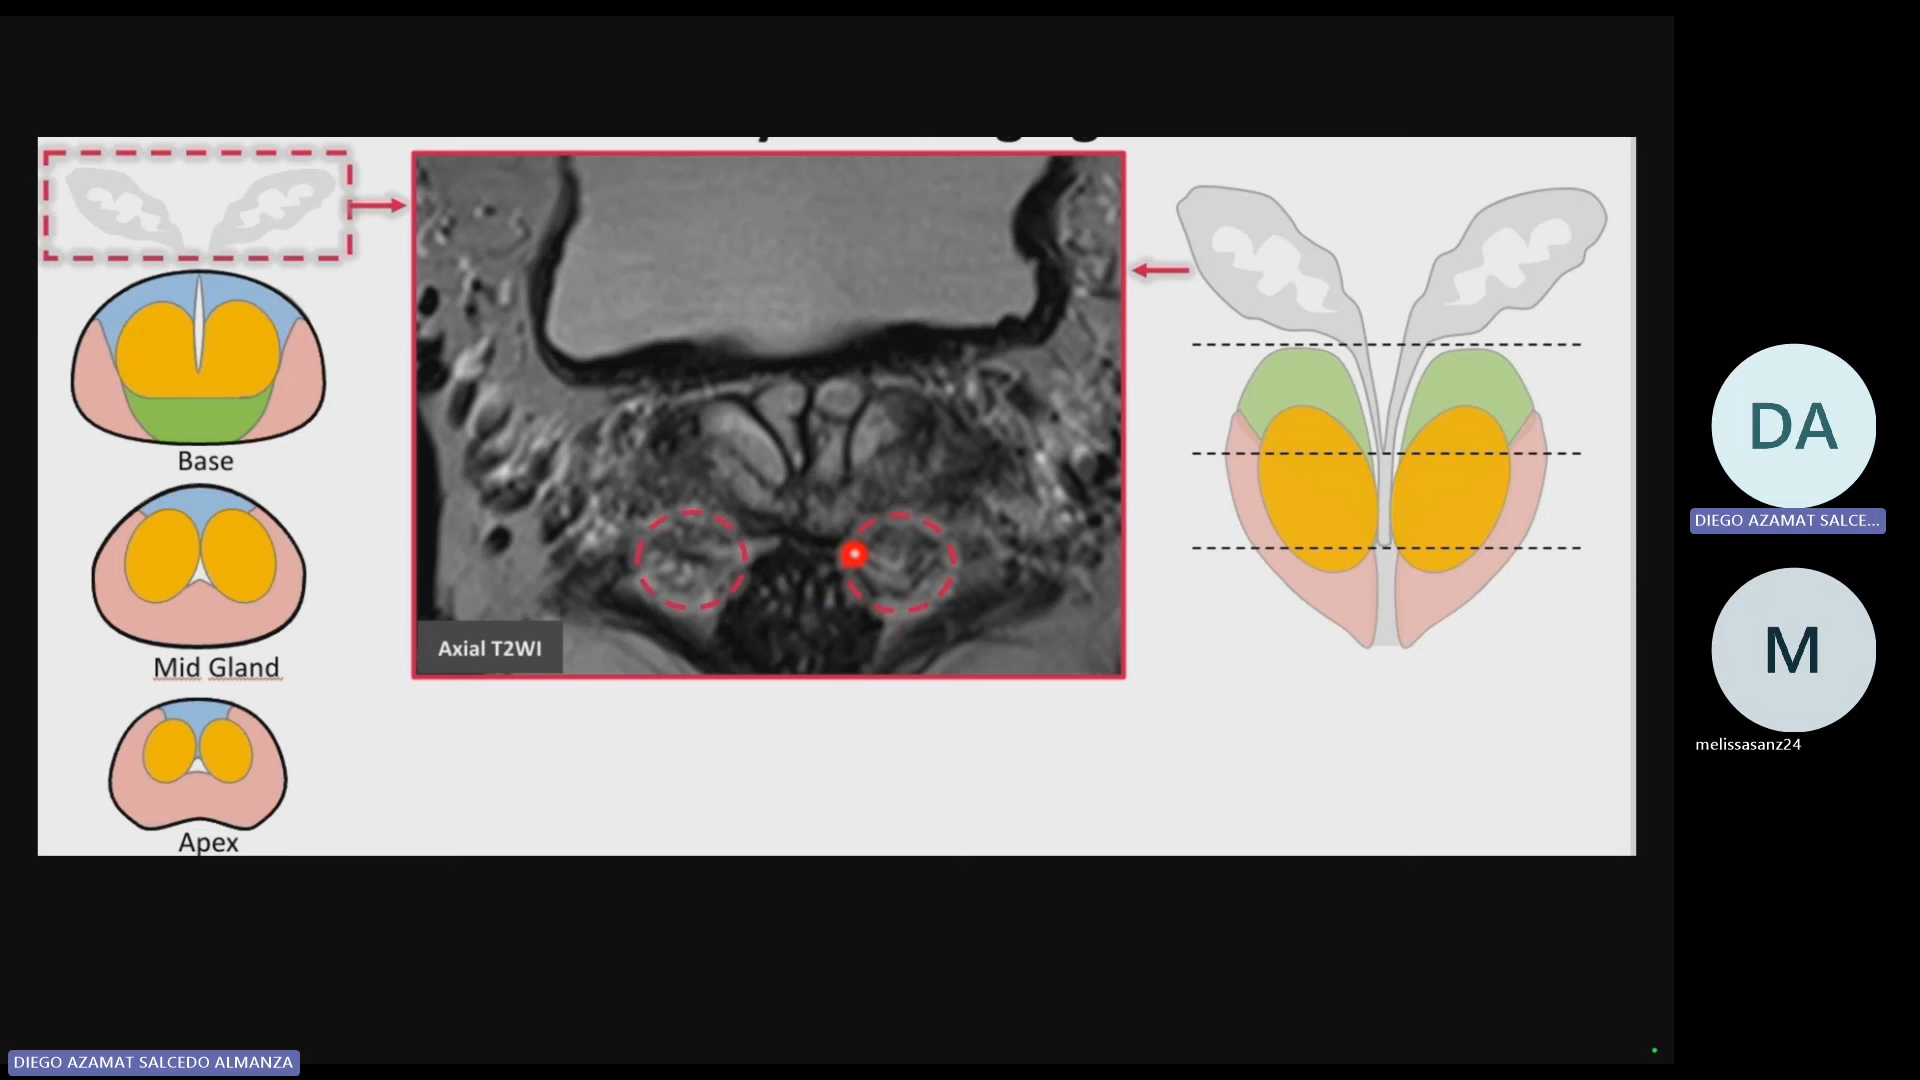 Base
Mid Gland
Apex
Axial T2WI
DA
DIEGO AZAMAT SALCE...
M
melissasanz24
DIEGO AZAMAT SALCEDO ALMANZA